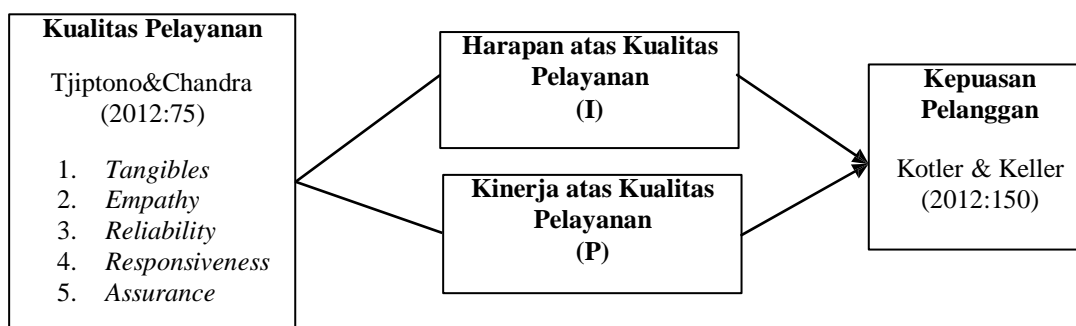 Kualitas Pelayanan
Tjiptono&Chandra
(2012:75)
1. Tangibles
2. Empathy
3. Reliability
4. Responsiveness
5. Assurance
Harapan atas Kualitas
Pelayanan
(I)
Kinerja atas Kualitas
Pelayanan
(P)
Kepuasan
Pelanggan
Kotler & Keller
(2012:150)